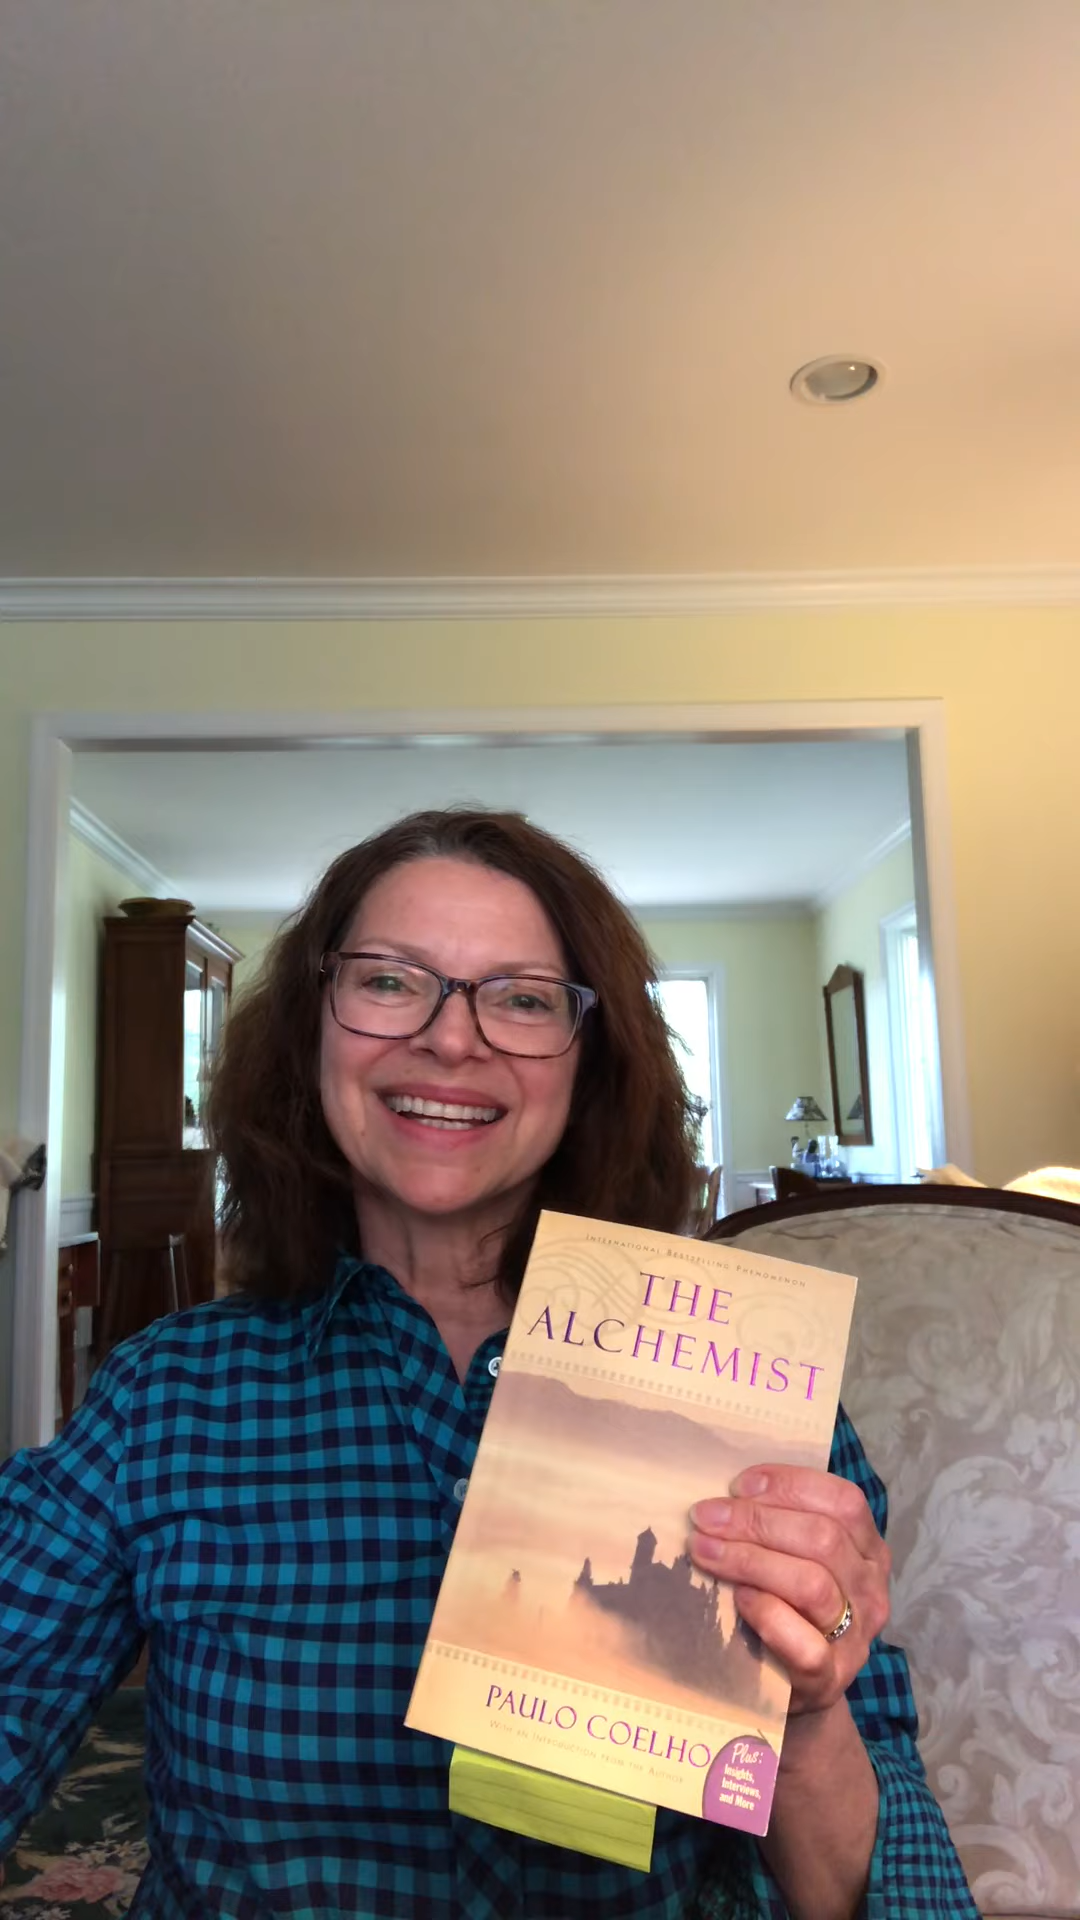 INTERNATIONAL BESTSELLING PHENOMENON
THE
ALCHEMIST
PAULO COELHO
WITH AN INTRODUCTION FROM THE AUTHOR
Plus:
Insights,
Interviews,
and More